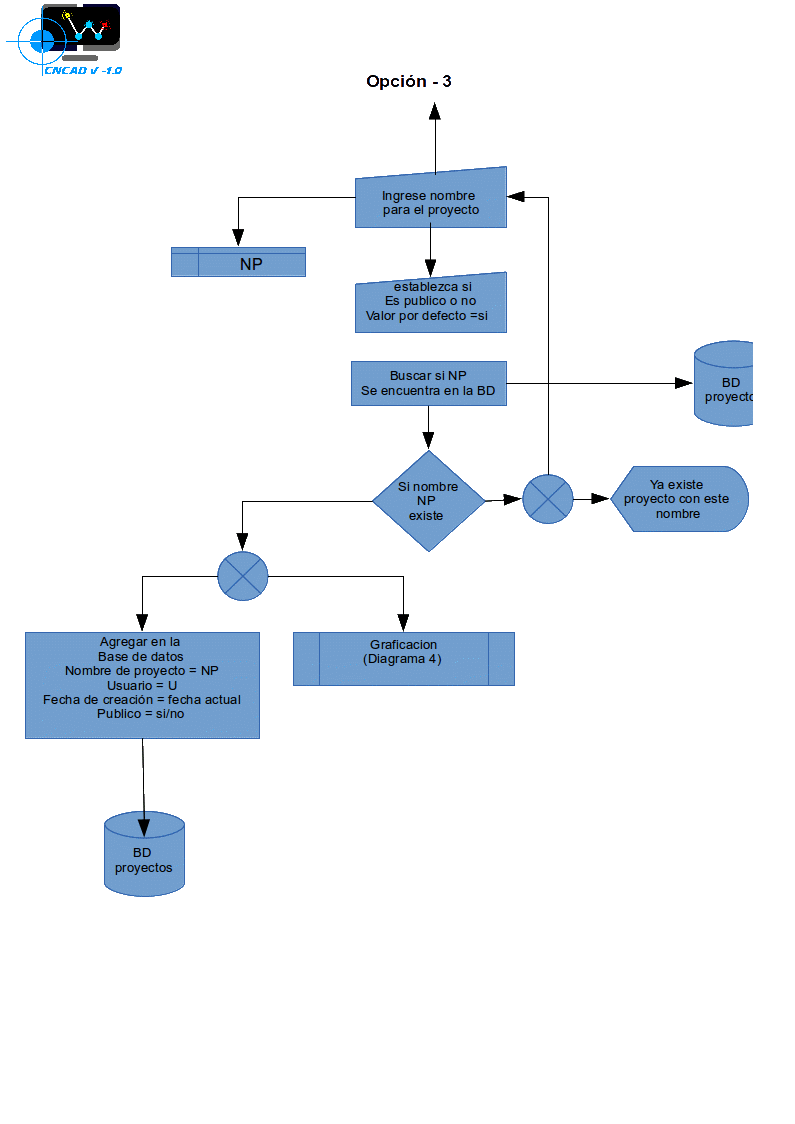 CNCAD V -1.0
Opción - 3
Ingrese nombre
para el proyecto
NP
establezca si
Es publico o no
Valor por defecto =si
Buscar si NP
Se encuentra en la BD
BD
proyecto
Si nombre
NP
existe
Ya existe
proyecto con este
nombre
Agregar en la
Base de datos
Nombre de proyecto = NP
Usuario = U
Fecha de creación = fecha actual
Publico = si/no
Graficacion
(Diagrama 4)
BD
proyectos